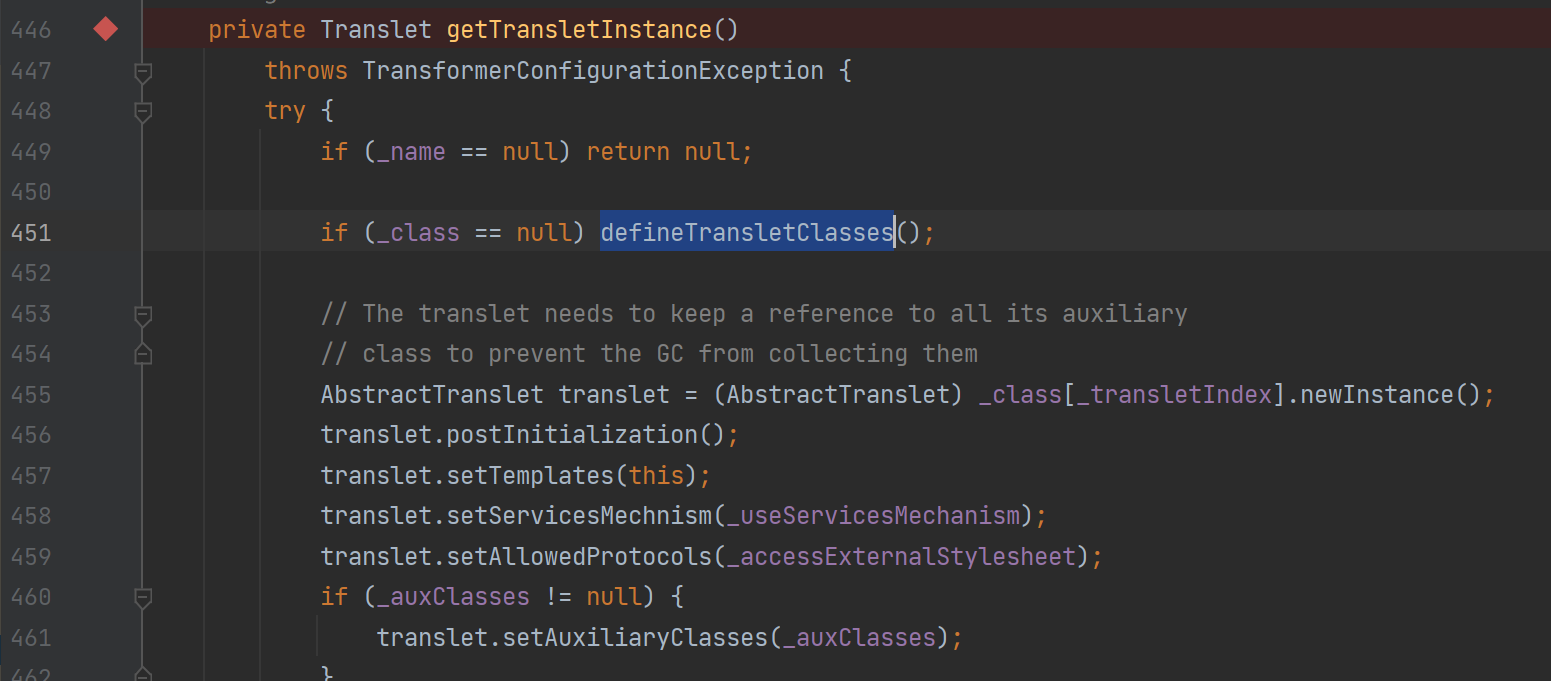 446 private Translet getTransletInstance()
447 throws TransformerConfigurationException {
448 try {
449 if (_name == null) return null;
450
451 if (_class == null) defineTransletClasses();
452
453 // The translet needs to keep a reference to all its auxiliary
454 // class to prevent the GC from collecting them
455 AbstractTranslet translet = (AbstractTranslet) _class[_transletIndex].newInstance();
456 translet.postInitialization();
457 translet.setTemplates(this);
458 translet.setServicesMechnism(_useServicesMechanism);
459 translet.setAllowedProtocols(_accessExternalStylesheet);
460 if (_auxClasses != null) {
461 translet.setAuxiliaryClasses(_auxClasses);
462 }